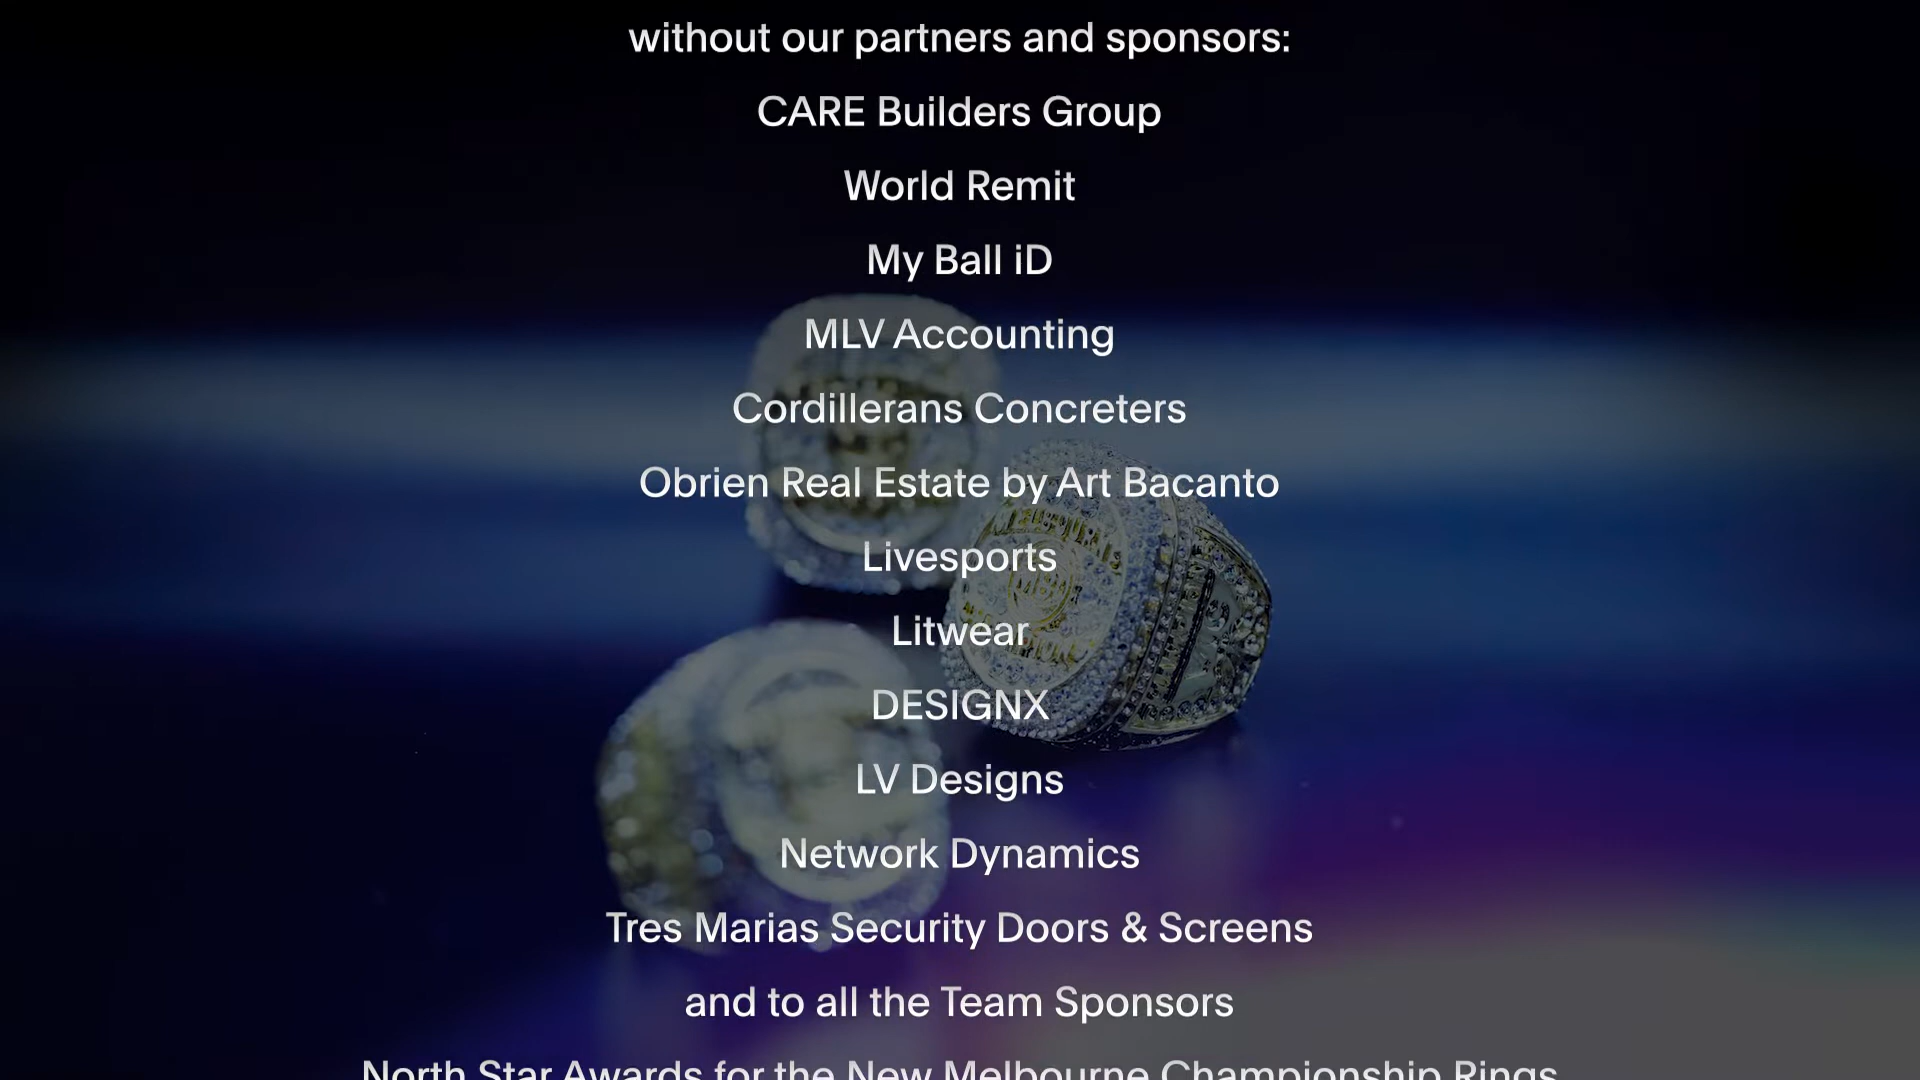 without our partners and sponsors:
CARE Builders Group
World Remit
My Ball iD
MLV Accounting
Cordillerans Concreters
Obrien Real Estate by Art Bacanto
Livesports
Litwear
DESIGNX
LV Designs
Network Dynamics
Tres Marias Security Doors & Screens
and to all the Team Sponsors
North Star Awards for the New Melbourne Championship Rings